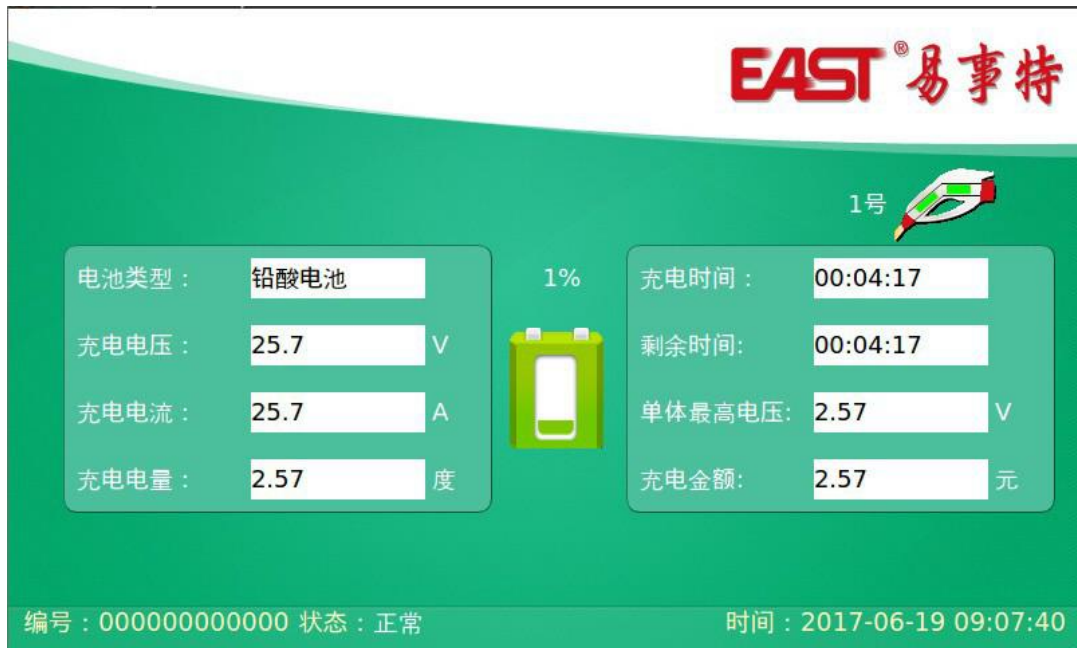 EAST®易事特
1号
电池类型：铅酸电池
充电电压：25.7 V
充电电流：25.7 A
充电电量：2.57 度
1%
充电时间：00:04:17
剩余时间:00:04:17
单体最高电压:2.57 V
充电金额:2.57 元
编号：000000000000 状态：正常
时间：2017-06-19 09:07:40